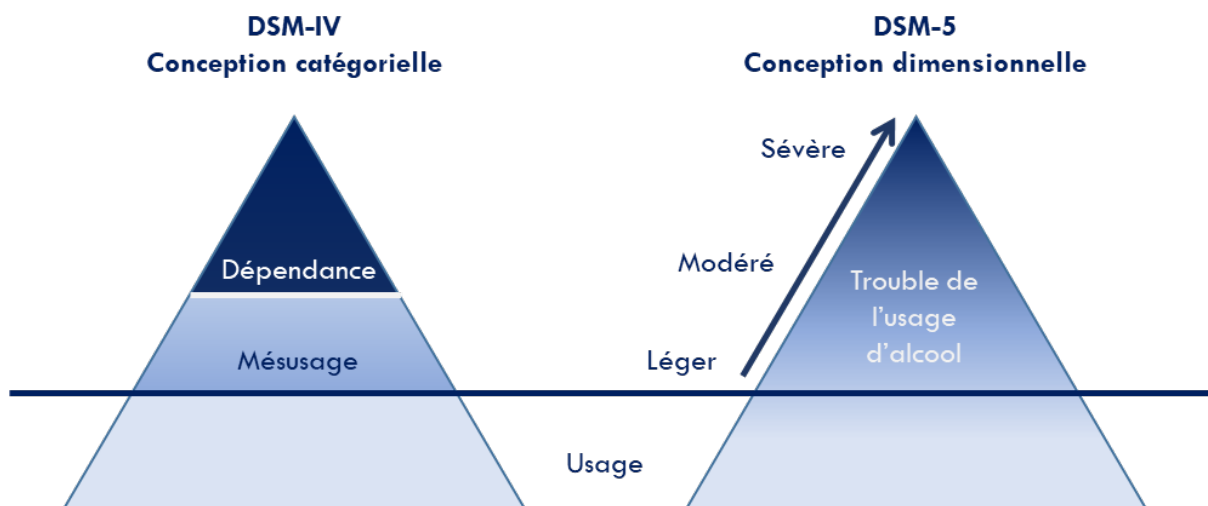 DSM-IV
Conception catégorielle
Dépendance
Mésusage
DSM-5
Conception dimensionnelle
Sévère
Modéré
Léger
Trouble de
l'usage
d'alcool
Usage